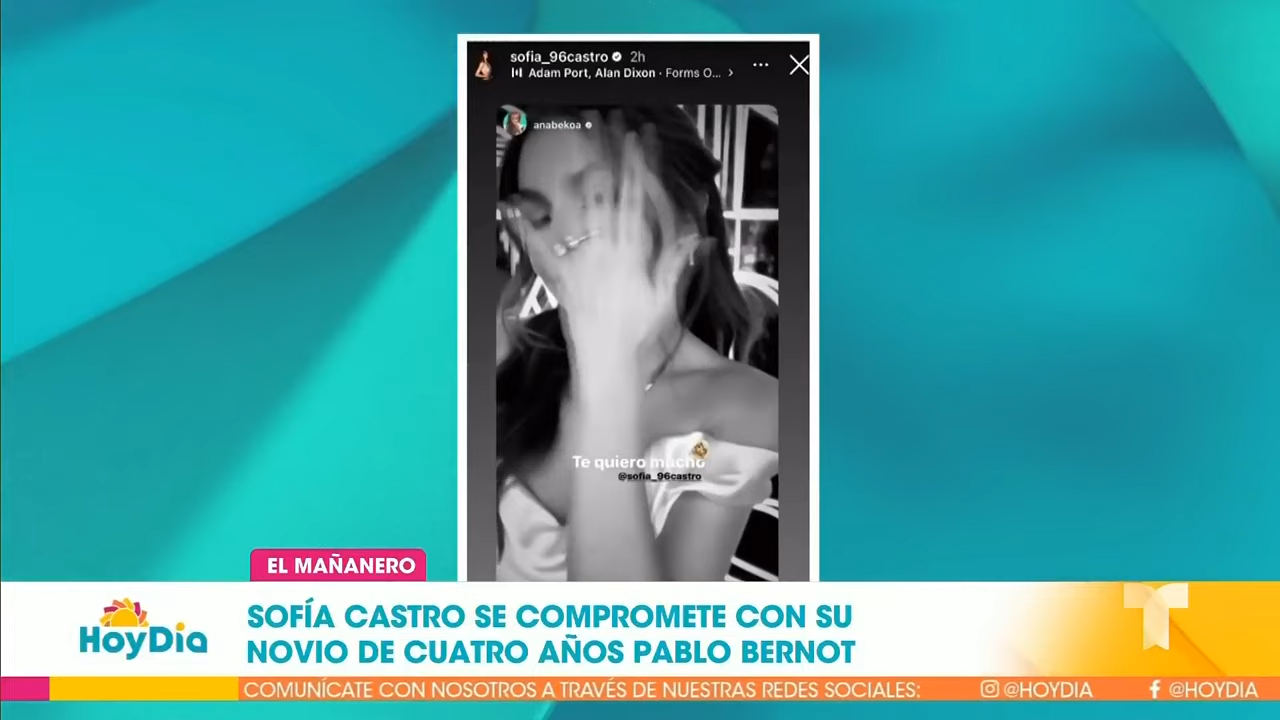 sofia_96castro 2h
Adam Port, Alan Dixon · Forms O... >
anabekoa
Te quiero mucho
@sofia_96castro
EL MAÑANERO
HoyDía
SOFÍA CASTRO SE COMPROMETE CON SU
NOVIO DE CUATRO AÑOS PABLO BERNOT
COMUNÍCATE CON NOSOTROS A TRAVÉS DE NUESTRAS REDES SOCIALES: @HOYDIA @HOYDIA